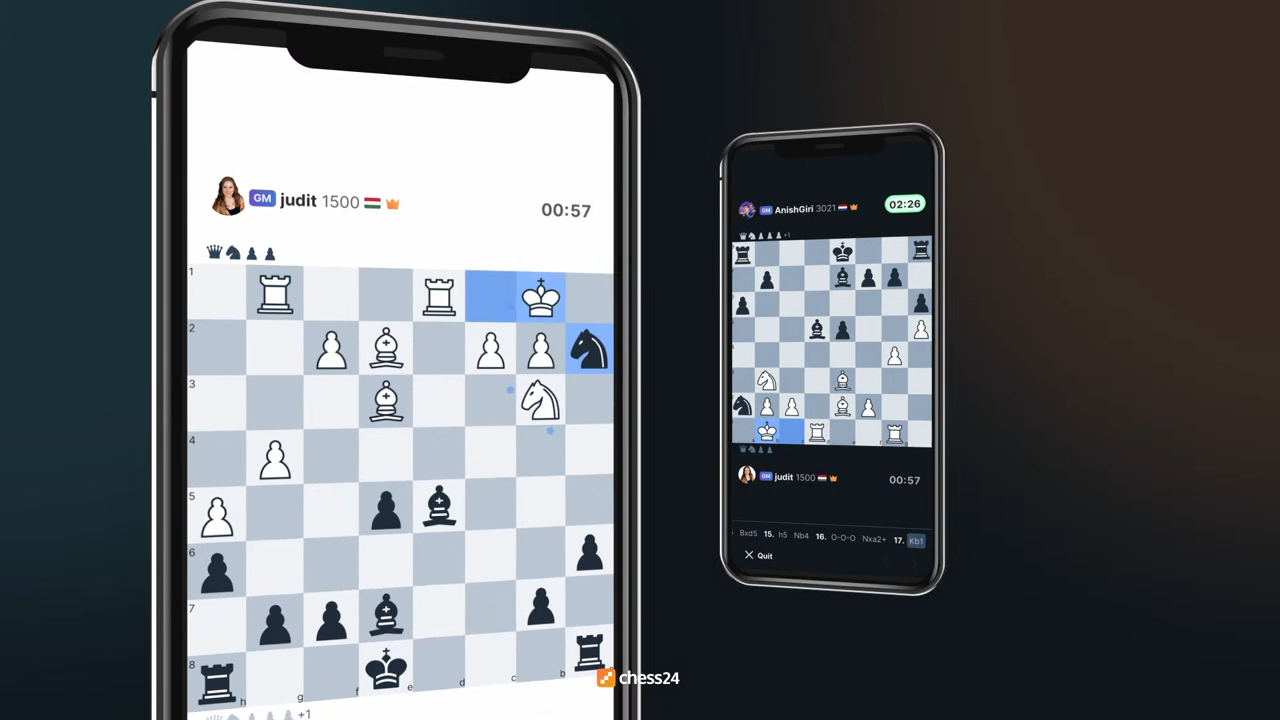 GM judit 1500
00:57
1
2
3
4
5
6
7
8
h g f e d c b
+1
GM AnishGiri 3021
02:26
+1
GM judit 1500
00:57
Bxd5 15. h5 Nb4 16. O-O-O Nxa2+ 17. Kb1
Quit
chess24